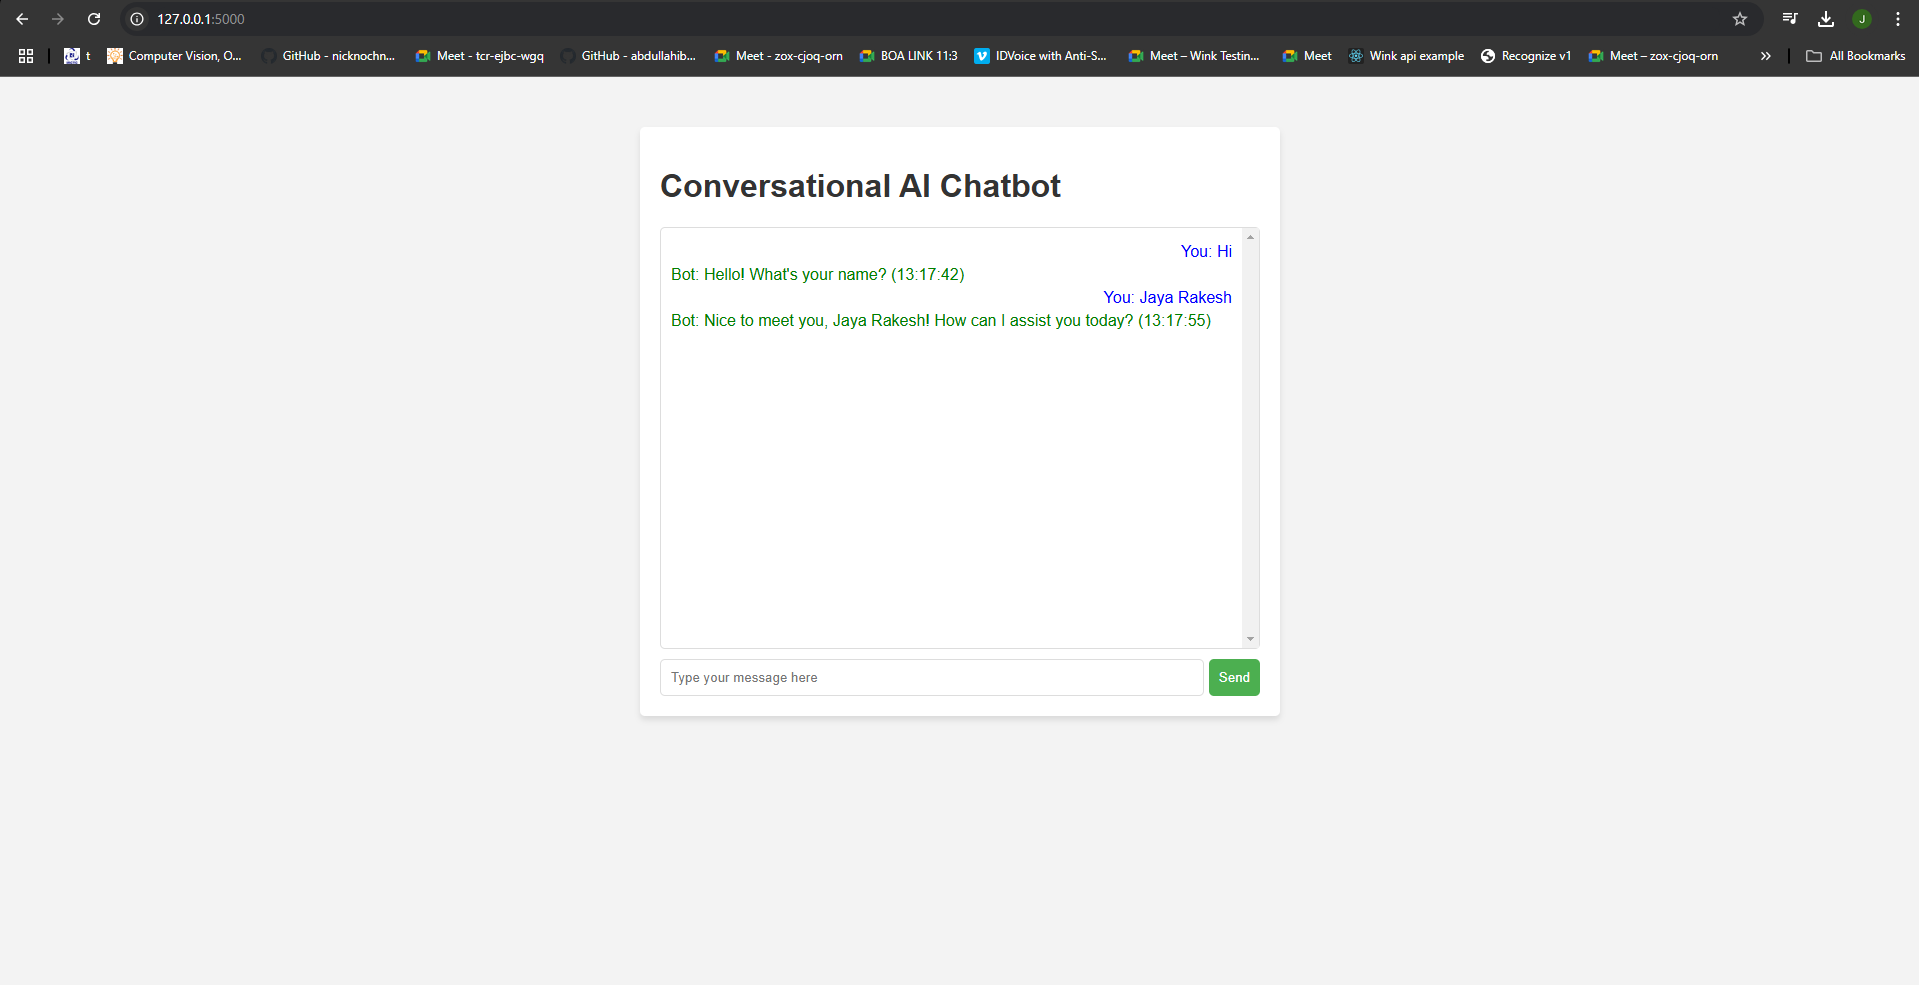 127.0.0.1:5000
J
t
Computer Vision, O...
GitHub - nicknochn...
Meet - tcr-ejbc-wgq
GitHub - abdullahib...
Meet - zox-cjoq-orn
BOA LINK 11:3
IDVoice with Anti-S...
Meet – Wink Testin...
Meet
Wink api example
Recognize v1
Meet – zox-cjoq-orn
All Bookmarks
Conversational AI Chatbot
You: Hi
Bot: Hello! What's your name? (13:17:42)
You: Jaya Rakesh
Bot: Nice to meet you, Jaya Rakesh! How can I assist you today? (13:17:55)
Type your message here
Send